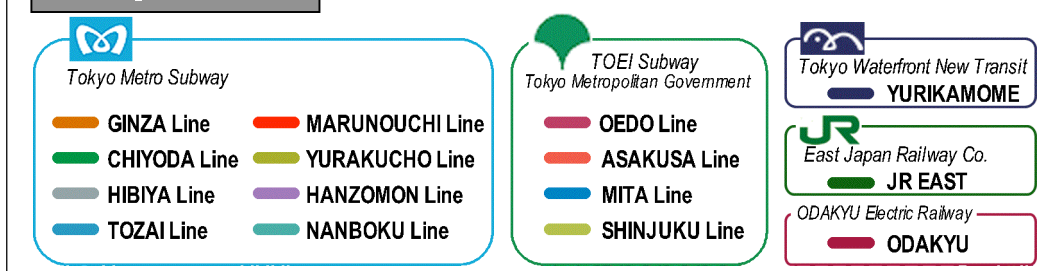 Tokyo Metro Subway
GINZA Line
MARUNOUCHI Line
CHIYODA Line
YURAKUCHO Line
HIBIYA Line
HANZOMON Line
TOZAI Line
NANBOKU Line
TOEI Subway
Tokyo Metropolitan Government
OEDO Line
ASAKUSA Line
MITA Line
SHINJUKU Line
Tokyo Waterfront New Transit
YURIKAMOME
JR
East Japan Railway Co.
JR EAST
ODAKYU Electric Railway
ODAKYU